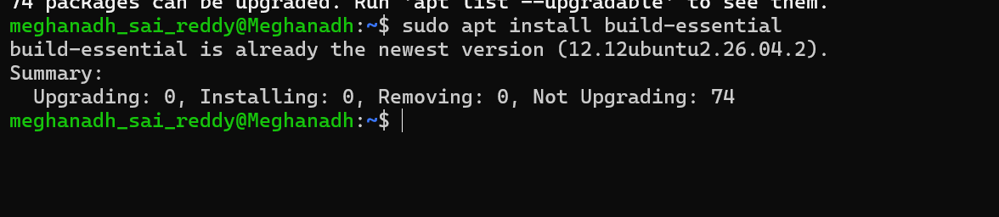 74 packages can be upgraded. Run 'apt list --upgradable' to see them.
meghanadh_sai_reddy@Meghanadh:~$ sudo apt install build-essential
build-essential is already the newest version (12.12ubuntu2.26.04.2).
Summary:
  Upgrading: 0, Installing: 0, Removing: 0, Not Upgrading: 74
meghanadh_sai_reddy@Meghanadh:~$